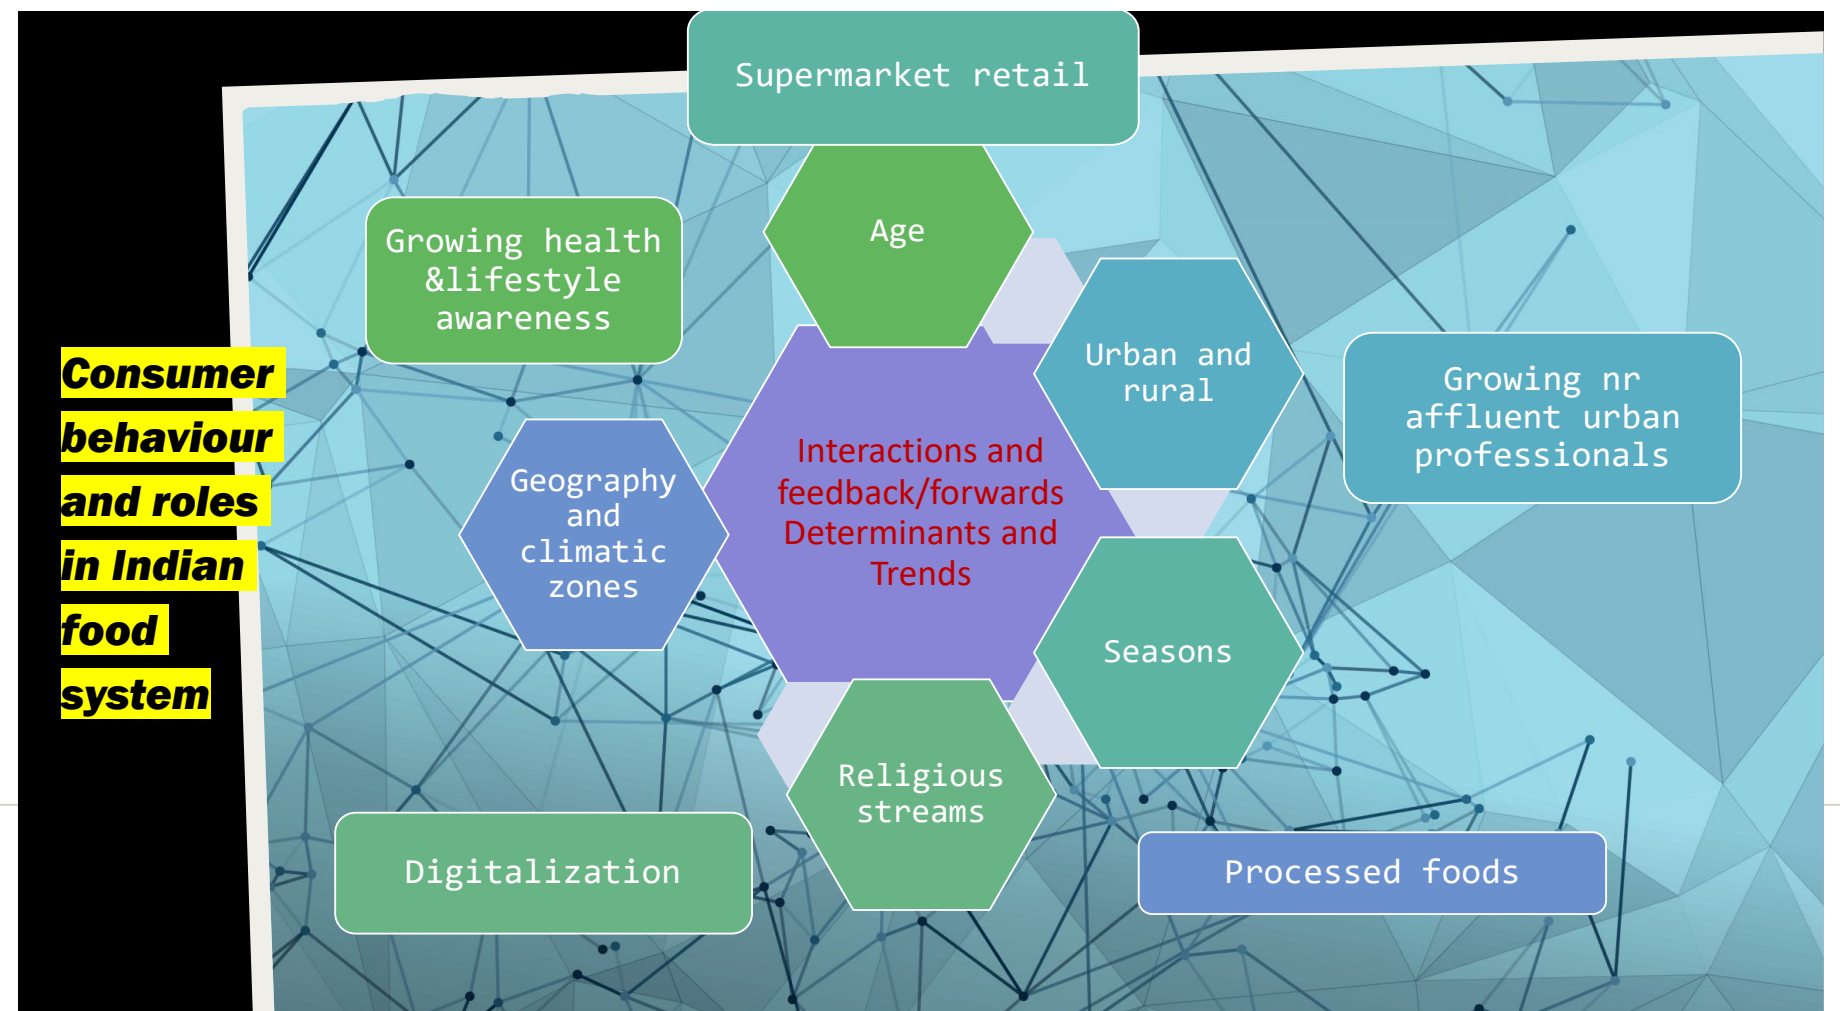 Consumer
behaviour
and roles
in Indian
food
system
Supermarket retail
Age
Growing health
&lifestyle
awareness
Urban and
rural
Growing nr
affluent urban
professionals
Interactions and
feedback/forwards
Determinants and
Trends
Geography
and
climatic
zones
Seasons
Religious
streams
Digitalization
Processed foods